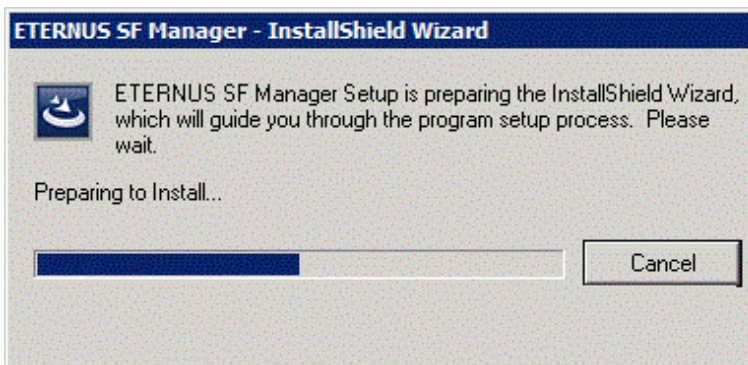 ETERNUS SF Manager - InstallShield Wizard
ETERNUS SF Manager Setup is preparing the InstallShield Wizard,
which will guide you through the program setup process. Please
wait.
Preparing to Install...
Cancel